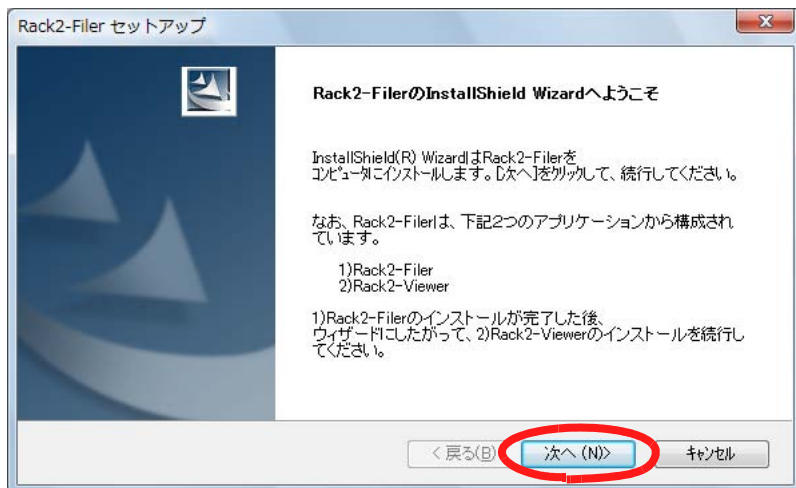 Rack2-Filer セットアップ
Rack2-FilerのInstallShield Wizardへようこそ
InstallShield(R) WizardはRack2-Filerを
コンピュータにインストールします。[次へ]をクリックして、続行してください。
なお、Rack2-Filerは、下記2つのアプリケーションから構成され
ています。
1)Rack2-Filer
2)Rack2-Viewer
1)Rack2-Filerのインストールが完了した後、
ウィザードにしたがって、2)Rack2-Viewerのインストールを続行し
てください。
< 戻る(B) 次へ (N)> キャンセル